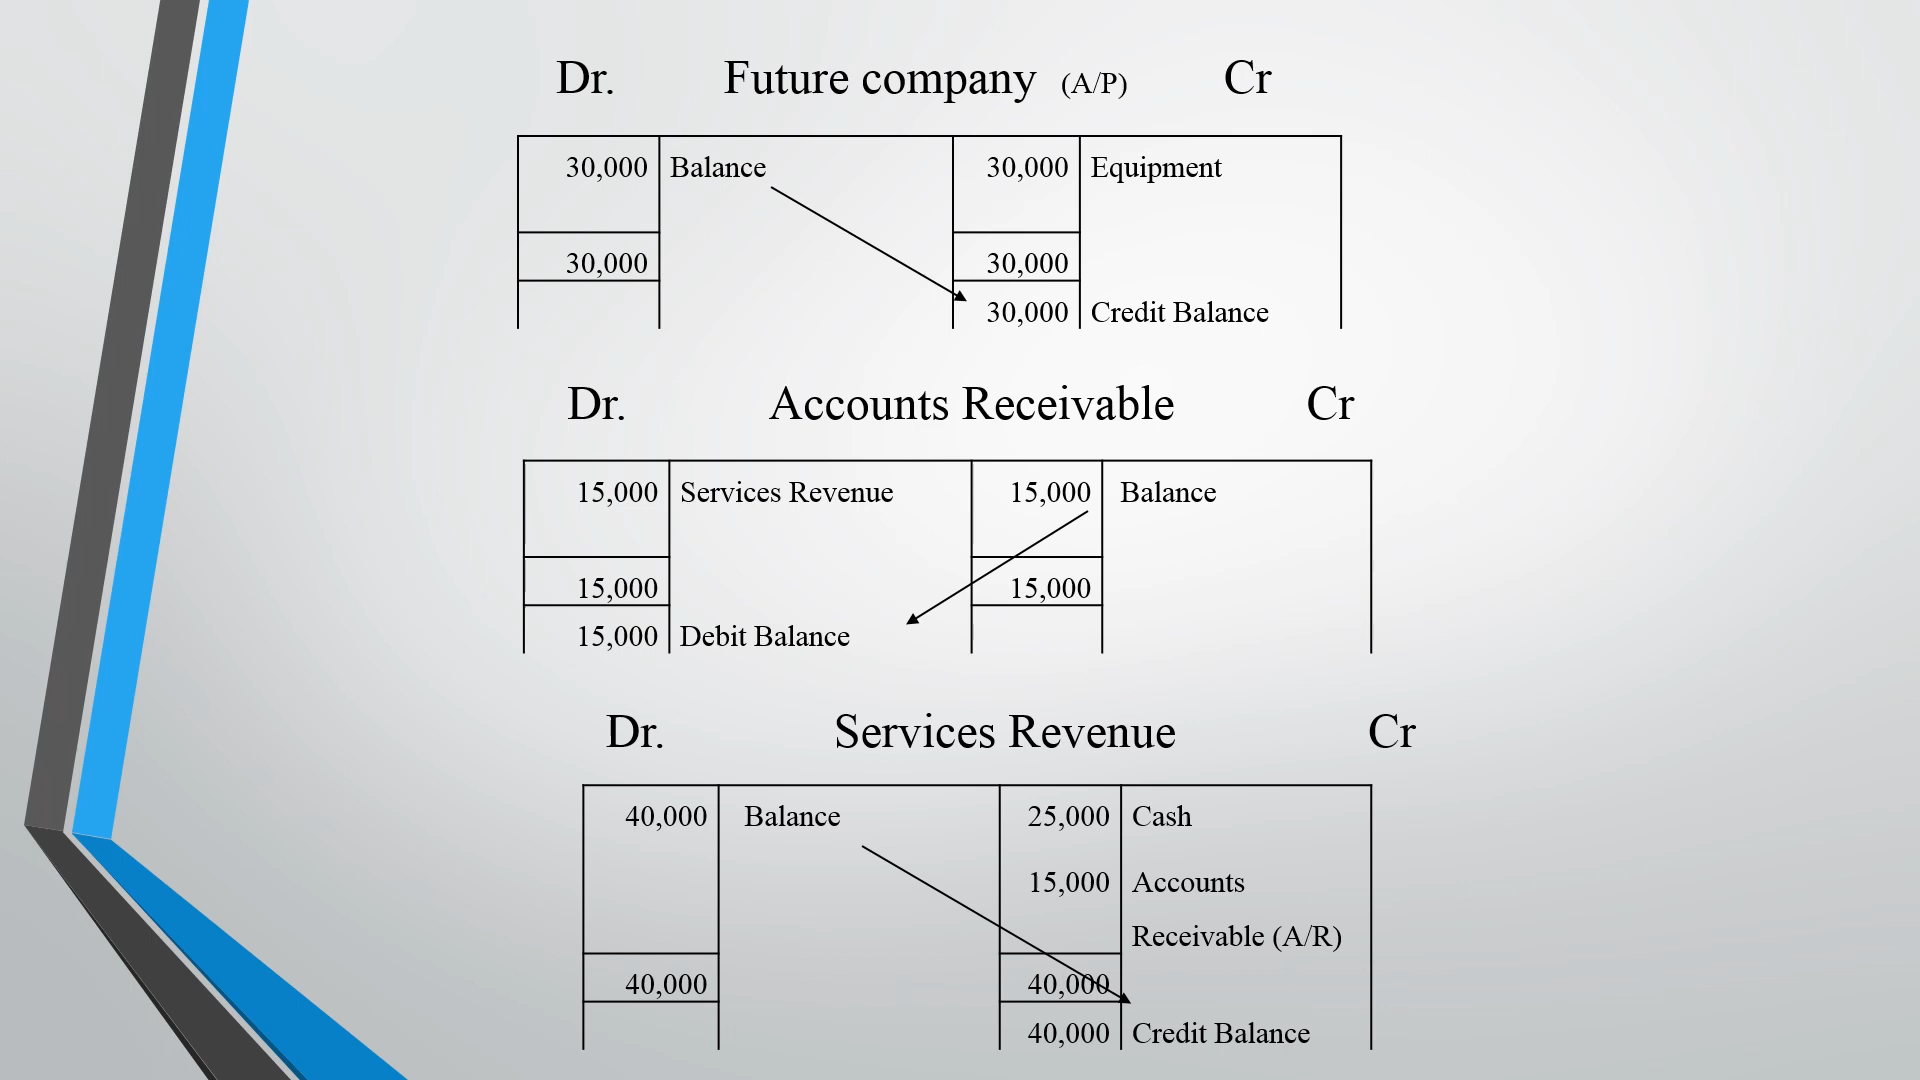 Dr. Future company (A/P) Cr
30,000 Balance 30,000 Equipment
30,000 30,000
30,000 Credit Balance
Dr. Accounts Receivable Cr
15,000 Services Revenue 15,000 Balance
15,000 15,000
15,000 Debit Balance
Dr. Services Revenue Cr
40,000 Balance 25,000 Cash
15,000 Accounts
Receivable (A/R)
40,000 40,000
40,000 Credit Balance